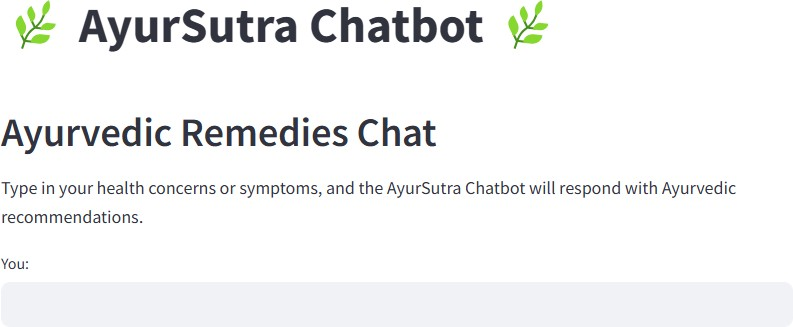 AyurSutra Chatbot
Ayurvedic Remedies Chat
Type in your health concerns or symptoms, and the AyurSutra Chatbot will respond with Ayurvedic
recommendations.
You: